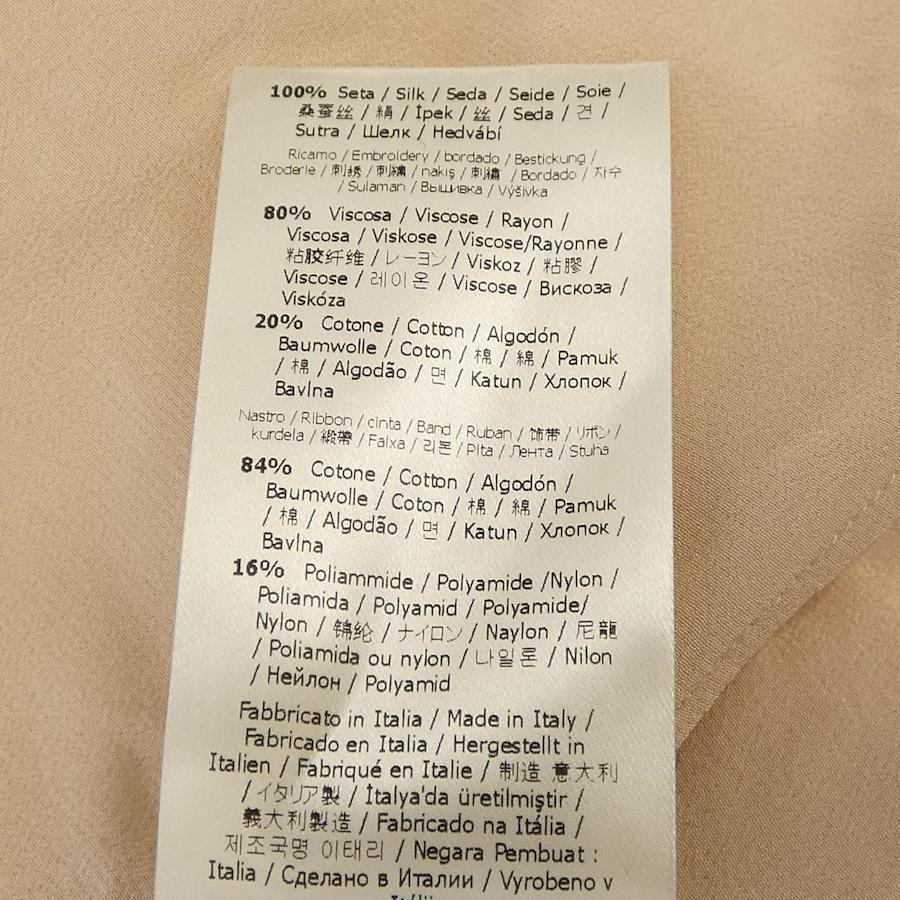 100% Seta / Silk / Seda / Seide / Soie /
桑蚕丝 / 絹 / İpek / 丝 / Seda / 견 /
Sutra / Шелк / Hedvábí
Ricamo / Embroidery / bordado / Bestickung /
Broderie / 刺绣 / 刺繍 / nakış / 刺繡 / Bordado / 자수
/ Sulaman / Вышивка / Výšivka
80% Viscosa / Viscose / Rayon /
Viscosa / Viskose / Viscose/Rayonne /
粘胶纤维 / レーヨン / Viskoz / 粘膠 /
Viscose / 레이온 / Viscose / Вискоза /
Viskóza
20% Cotone / Cotton / Algodón /
Baumwolle / Coton / 棉 / 綿 / Pamuk
/ 棉 / Algodão / 면 / Katun / Хлопок /
Bavlna
Nastro / Ribbon / cinta / Band / Ruban / 饰带 / リボン /
kurdela / 緞帶 / Faixa / 리본 / Pita / Лента / Stuha
84% Cotone / Cotton / Algodón /
Baumwolle / Coton / 棉 / 綿 / Pamuk
/ 棉 / Algodão / 면 / Katun / Хлопок /
Bavlna
16% Poliammide / Polyamide /Nylon /
Poliamida / Polyamid / Polyamide/
Nylon / 锦纶 / ナイロン / Naylon / 尼龍
/ Poliamida ou nylon / 나일론 / Nilon
/ Нейлон / Polyamid
Fabbricato in Italia / Made in Italy /
Fabricado en Italia / Hergestellt in
Italien / Fabriqué en Italie / 制造 意大利
/ イタリア製 / İtalya'da üretilmiştir /
義大利製造 / Fabricado na Itália /
제조국명 이태리 / Negara Pembuat :
Italia / Сделано в Италии / Vyrobeno v